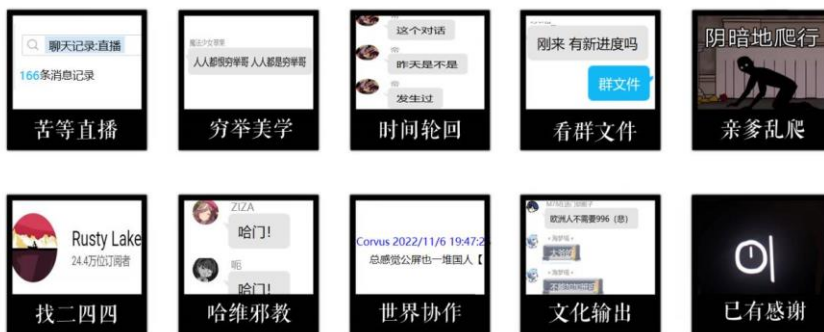 聊天记录:直播
166条消息记录
苦等直播
魔法少女蒂蒙
人人都恨穷举哥 人人都是穷举哥
穷举美学
这个对话
昨天是不是
发生过
时间轮回
刚来 有新进度吗
群文件
看群文件
阴暗地爬行
亲爹乱爬
Rusty Lake
24.4万位订阅者
找二四四
ZIZA
哈门!
呃
哈门!
哈维邪教
Corvus 2022/11/6 19:47:2
总感觉公屏也一堆国人【
世界协作
欧洲人不需要996（悲）
文化输出
已有感谢